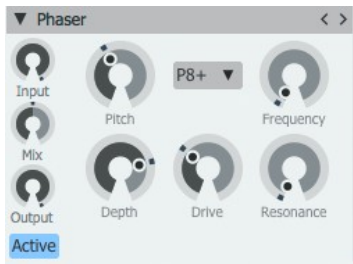 ▼ Phaser < >
Input
Pitch
P8+ ▼
Frequency
Mix
Output
Depth
Drive
Resonance
Active